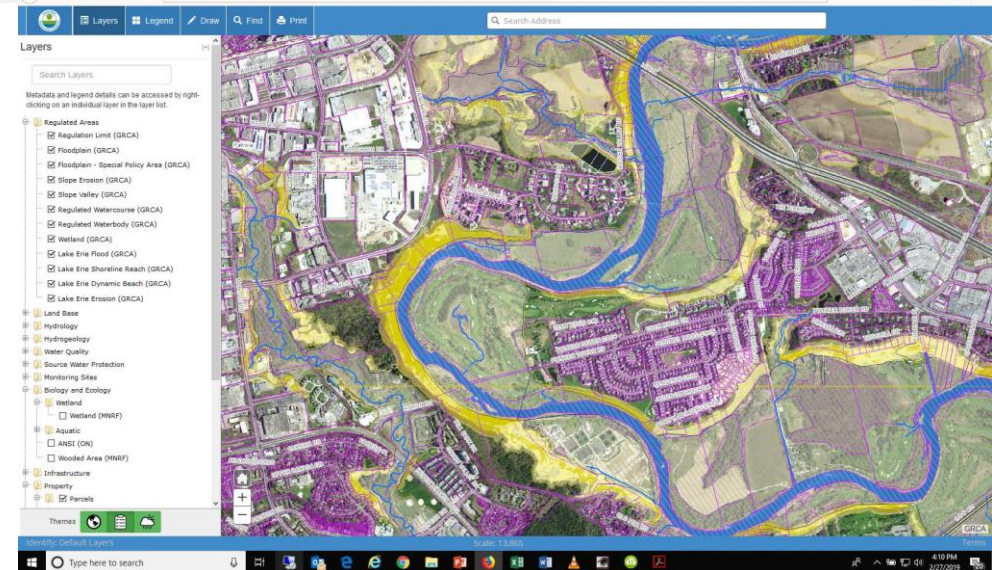 Layers
Legend
Draw
Find
Print
Search Address
Layers
Search Layers
Metadata and legend details can be accessed by right-
clicking on an individual layer in the layer list.
Regulated Areas
Regulation Limit (GRCA)
Floodplain (GRCA)
Floodplain - Special Policy Area (GRCA)
Slope Erosion (GRCA)
Slope Valley (GRCA)
Regulated Watercourse (GRCA)
Regulated Waterbody (GRCA)
Wetland (GRCA)
Lake Erie Flood (GRCA)
Lake Erie Shoreline Reach (GRCA)
Lake Erie Dynamic Beach (GRCA)
Lake Erie Erosion (GRCA)
Land Base
Hydrology
Hydrogeology
Water Quality
Source Water Protection
Monitoring Sites
Biology and Ecology
Wetland
Wetland (MNRF)
Aquatic
ANSI (ON)
Wooded Area (MNRF)
Infrastructure
Property
Parcels
Themes
GRCA
Identify: Default Layers
Scale: 13,865
Terms
Type here to search
4:10 PM
2/27/2019